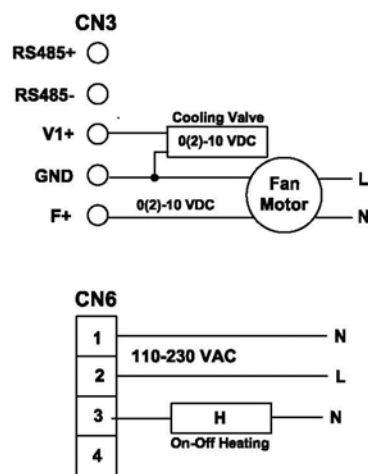 CN3
RS485+
RS485-
V1+
Cooling Valve
0(2)-10 VDC
GND
Fan
Motor
L
F+
0(2)-10 VDC
N
CN6
1
N
110-230 VAC
2
L
3
H
N
On-Off Heating
4